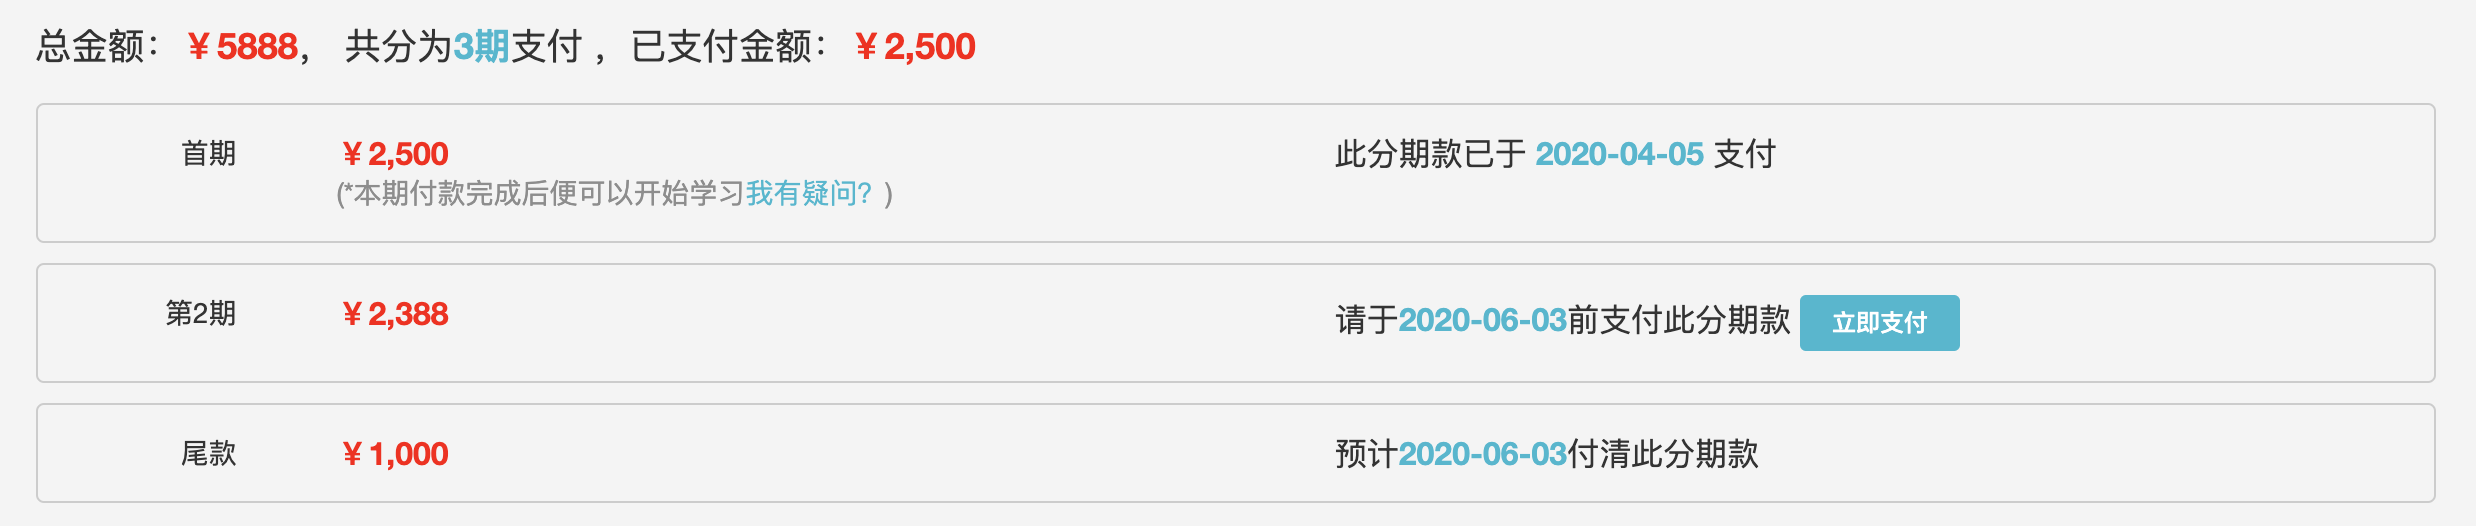 总金额：￥5888， 共分为3期支付 ，已支付金额：￥2,500
首期 ￥2,500 此分期款已于 2020-04-05 支付
(*本期付款完成后便可以开始学习我有疑问？)
第2期 ￥2,388 请于2020-06-03前支付此分期款 立即支付
尾款 ￥1,000 预计2020-06-03付清此分期款